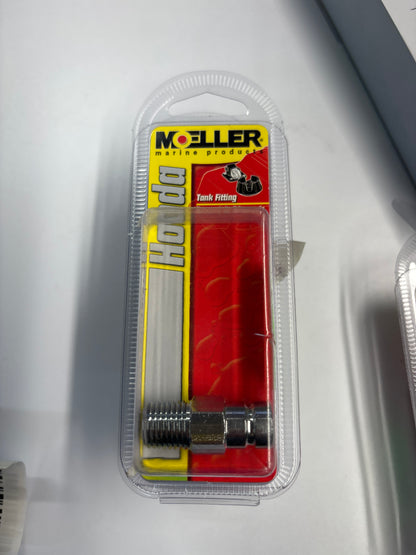 MOELLER
marine products
Tank Fitting
Honda